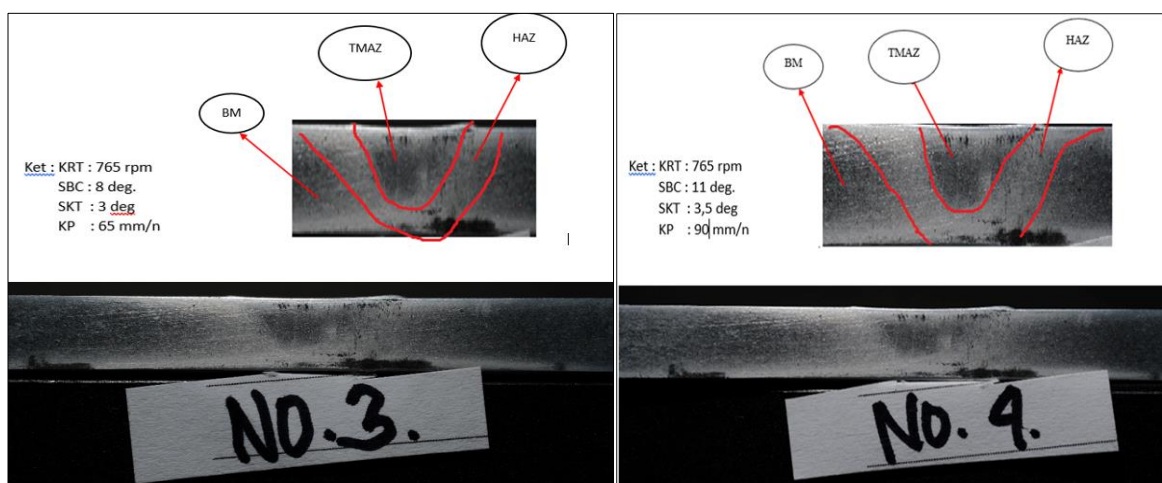 TMAZ
HAZ
BM
Ket : KRT : 765 rpm
SBC : 8 deg.
SKT : 3 deg
KP : 65 mm/n
NO. 3.
HAZ
TMAZ
BM
Ket : KRT : 765 rpm
SBC : 11 deg.
SKT : 3,5 deg
KP : 90 mm/n
NO. 4.